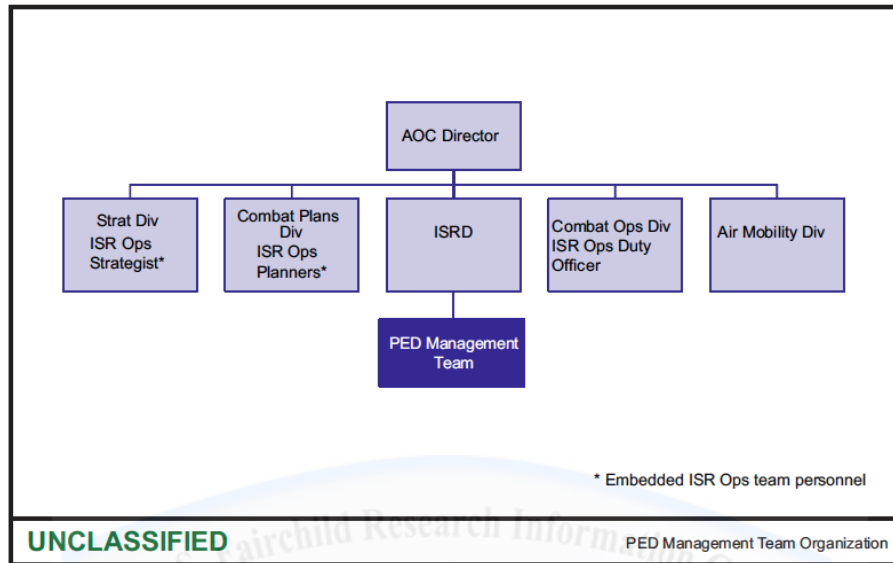 AOC Director
Strat Div
ISR Ops
Strategist*
Combat Plans
Div
ISR Ops
Planners*
ISRD
Combat Ops Div
ISR Ops Duty
Officer
Air Mobility Div
PED Management
Team
* Embedded ISR Ops team personnel
Fairchild Research Information
UNCLASSIFIED
PED Management Team Organization